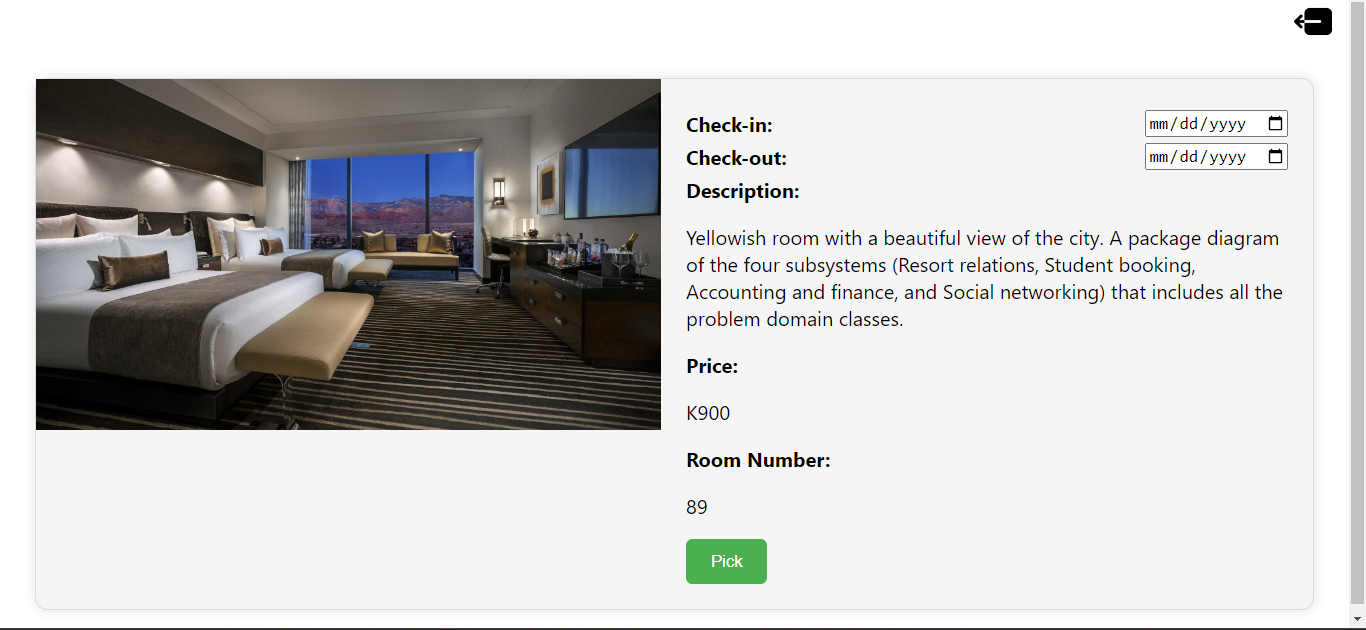 Check-in: mm/dd/yyyy
Check-out: mm/dd/yyyy
Description:
Yellowish room with a beautiful view of the city. A package diagram
of the four subsystems (Resort relations, Student booking,
Accounting and finance, and Social networking) that includes all the
problem domain classes.
Price:
K900
Room Number:
89
Pick